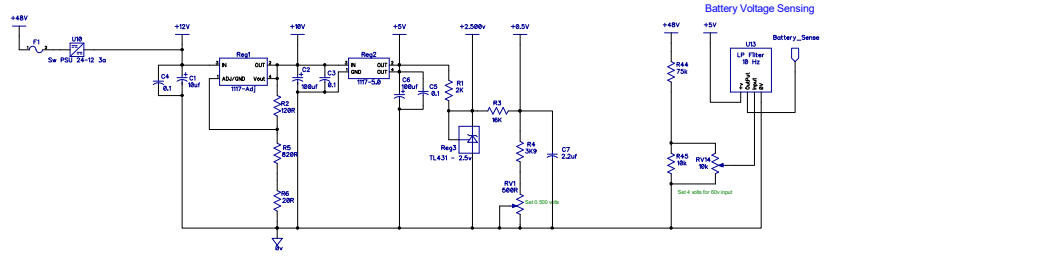 Battery Voltage Sensing
+48V
+12V
+10V
+5V
+2.500v
+0.5V
+48V
+5V
Battery_Sense
F1
U10
Sw PSU 24-12 3a
Reg1
IN
OUT
ADJ/GND
Vout
1117-Adj
Reg2
IN
OUT
GND
OUT
1117-5.0
U13
LP Filter
10 Hz
V+
Output
Input
0V
C4
0.1
C1
10uf
C2
100uf
C3
0.1
C6
100uf
C5
0.1
R1
2K
R2
120R
R3
16K
R4
3K9
R5
820R
R6
20R
Reg3
TL431 - 2.5v
C7
2.2uf
RV1
500R
Set 0.500 volts
R44
75k
R45
10k
RV14
10k
Set 4 volts for 60v input
0v